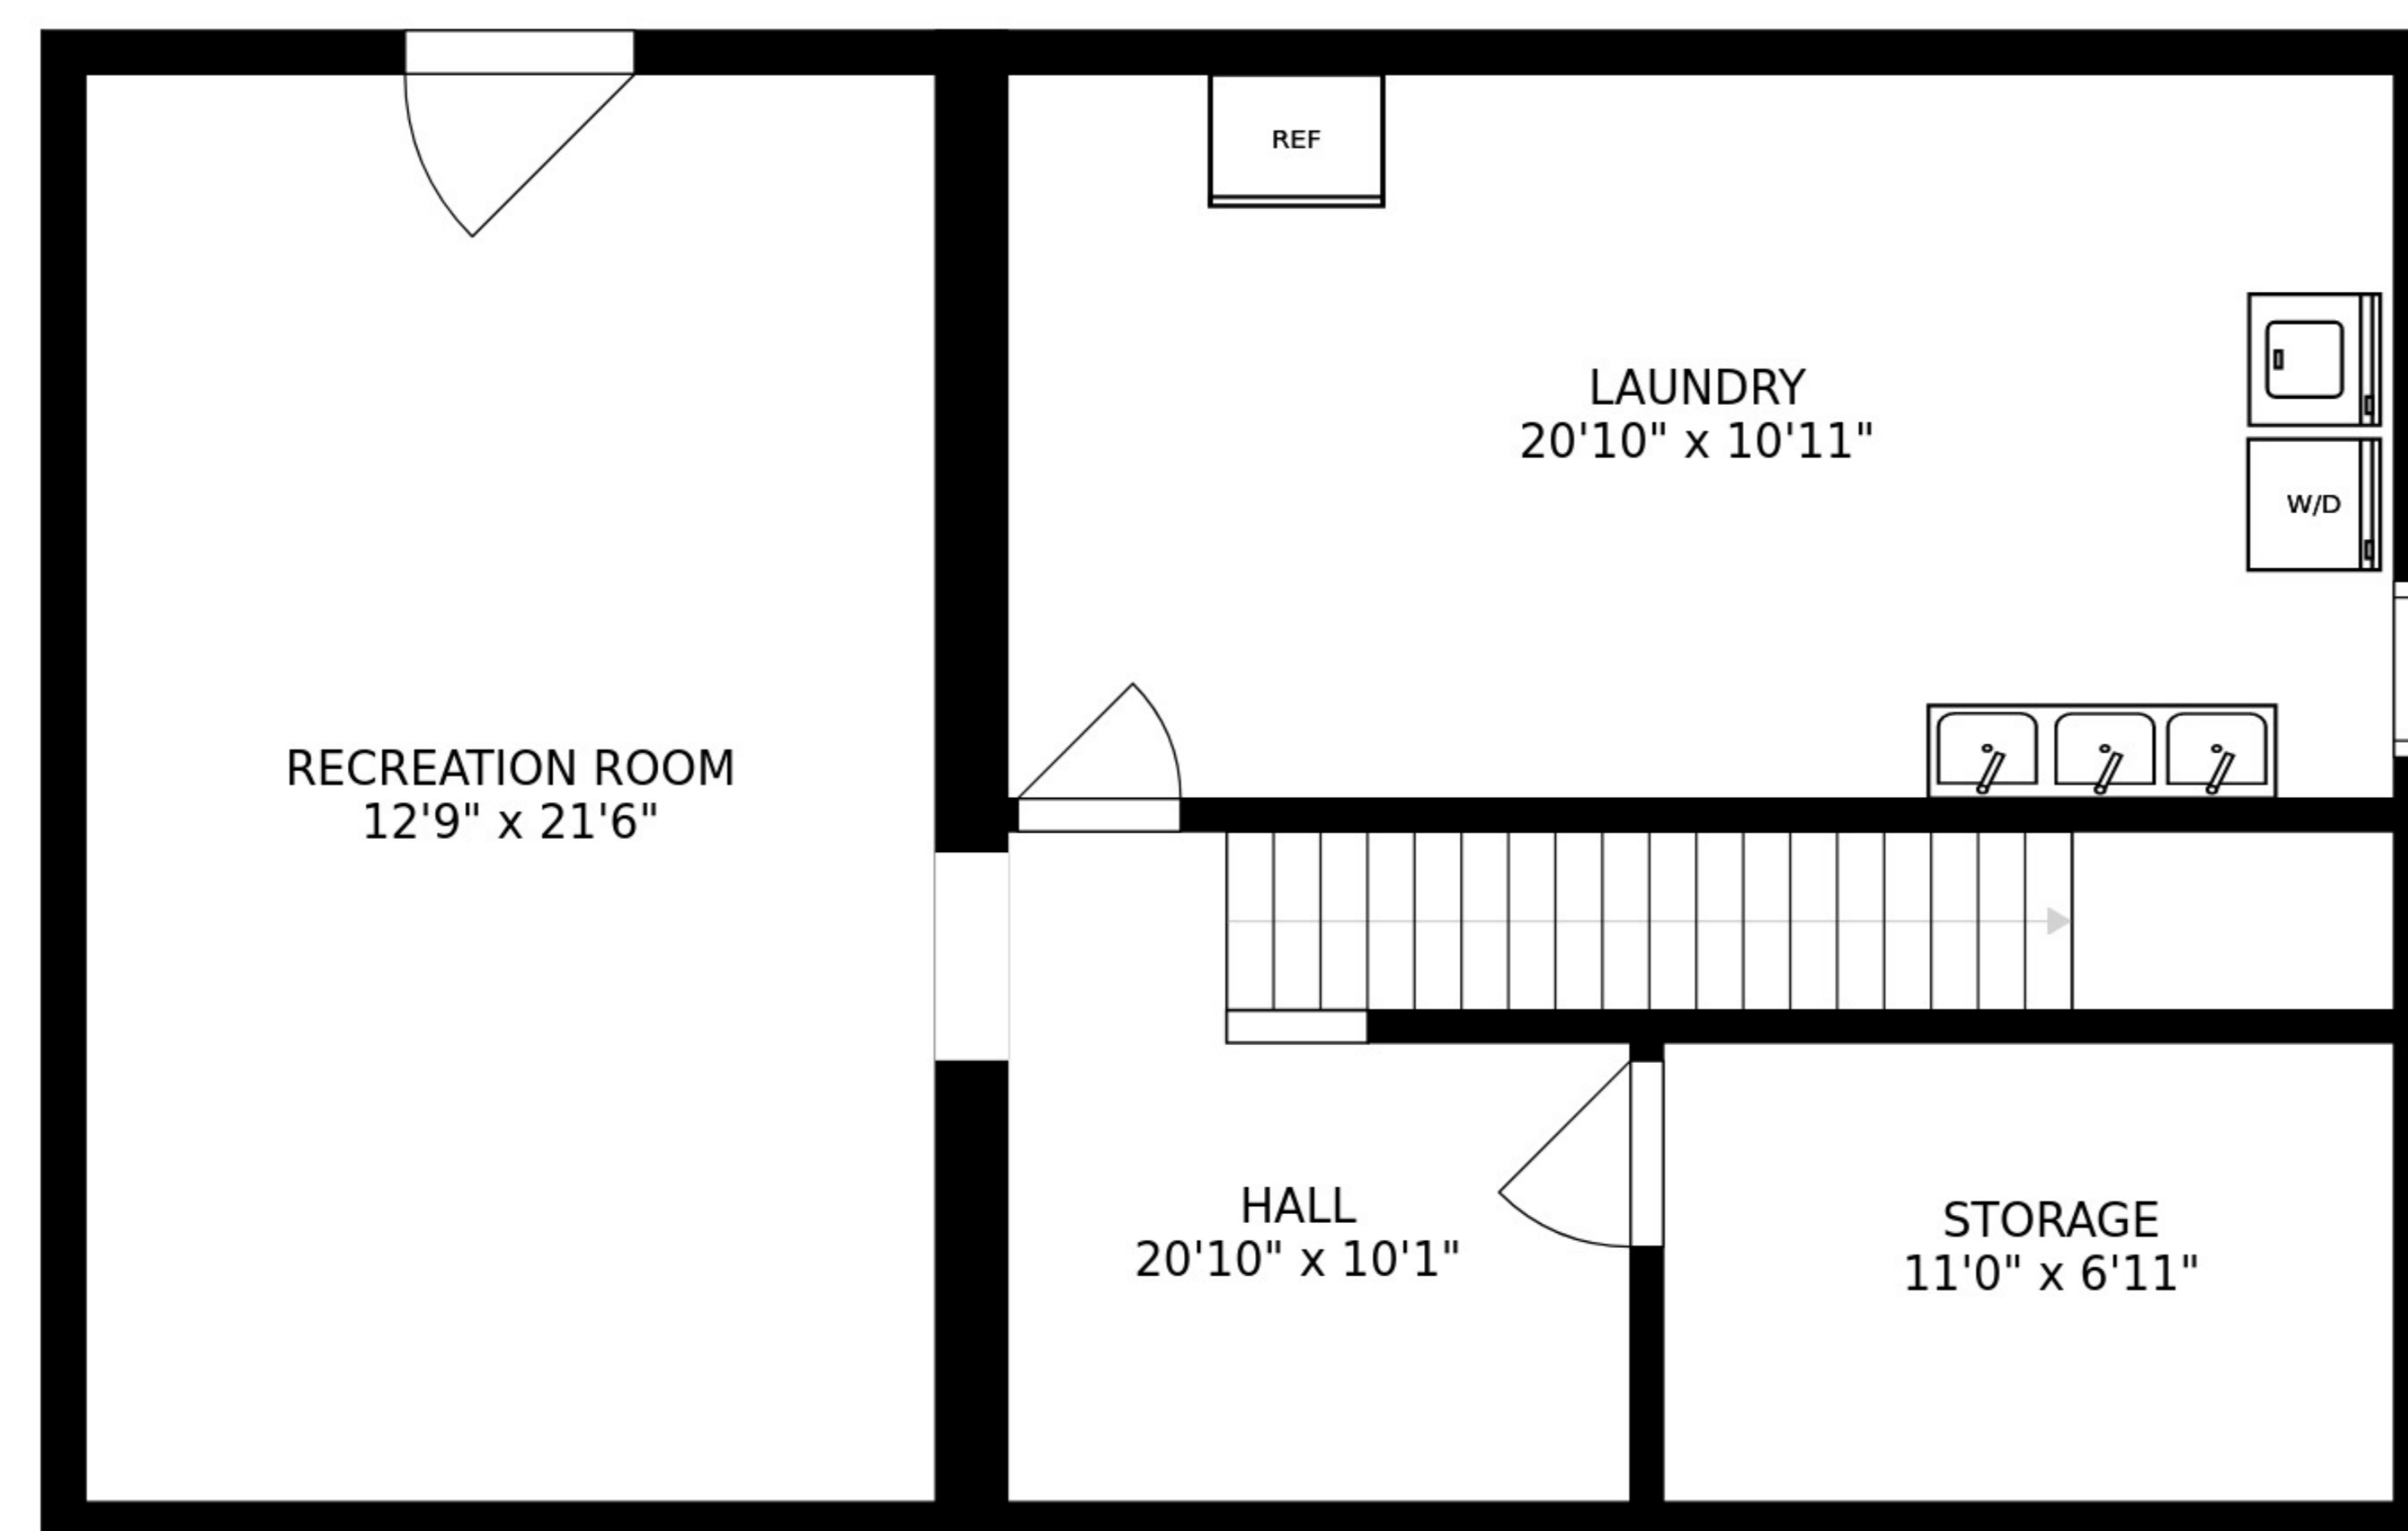 REF
LAUNDRY
20'10" x 10'11"
W/D
RECREATION ROOM
12'9" x 21'6"
HALL
20'10" x 10'1"
STORAGE
11'0" x 6'11"